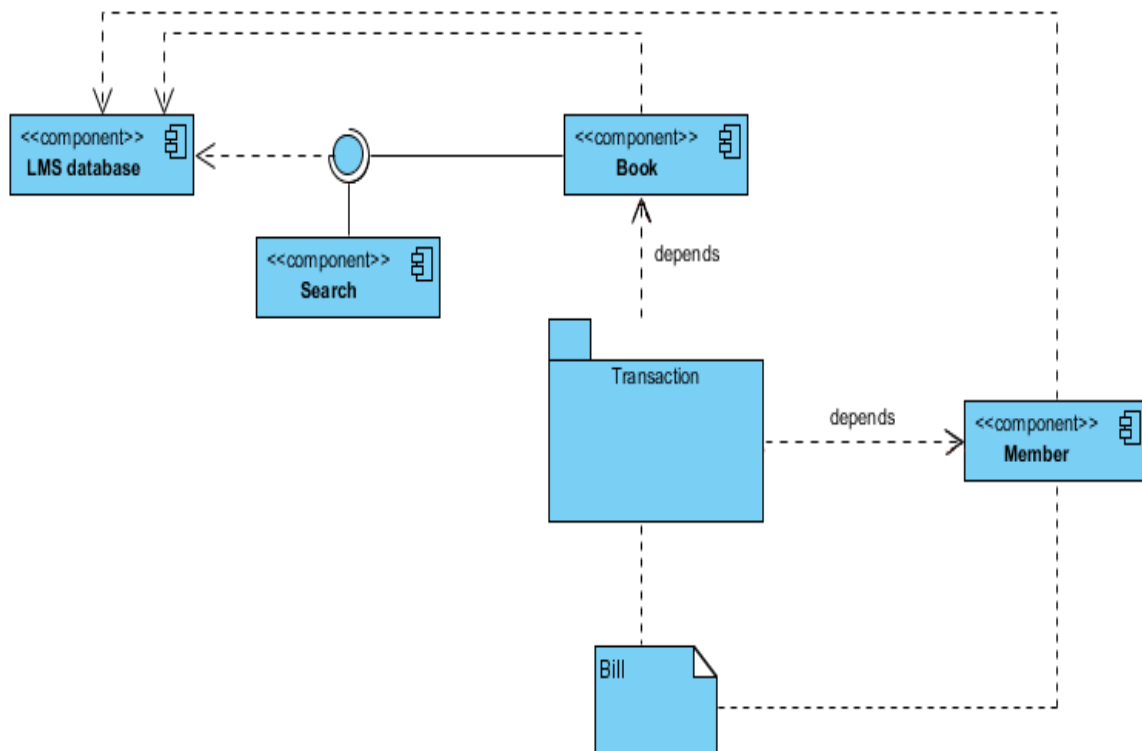 <<component>>
LMS database
<<component>>
Book
<<component>>
Search
depends
Transaction
depends
<<component>>
Member
Bill